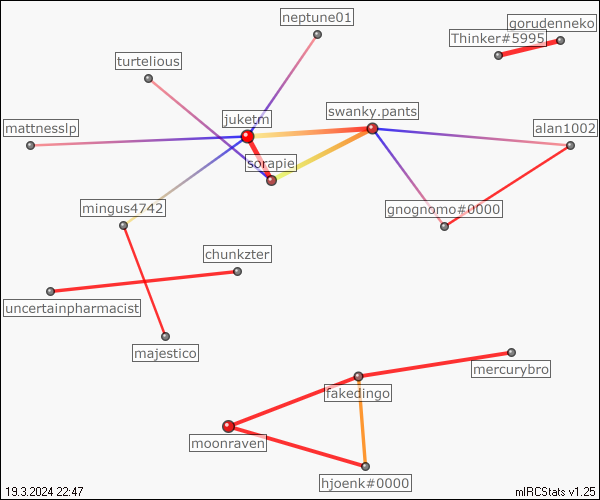 neptune01
gorudenneko
Thinker#5995
turtelious
swanky.pants
juketm
mattnesslp
alan1002
sorapie
mingus4742
gnognomo#0000
chunkzter
uncertainpharmacist
majestico
mercurybro
fakedingo
moonraven
hjoenk#0000
19.3.2024 22:47
mIRCStats v1.25